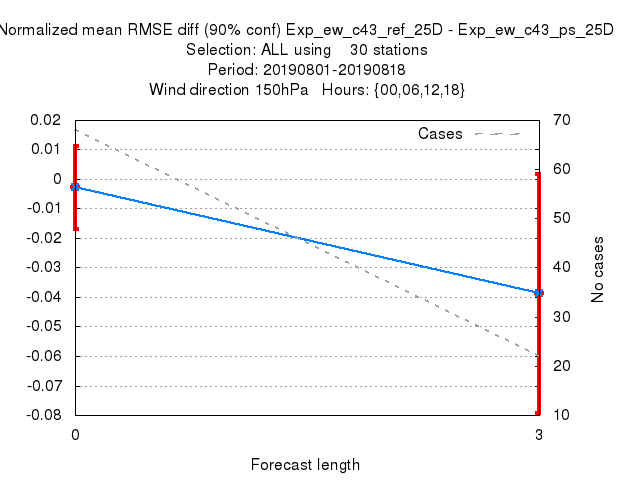 Normalized mean RMSE diff (90% conf) Exp_ew_c43_ref_25D - Exp_ew_c43_ps_25D
Selection: ALL using 30 stations
Period: 20190801-20190818
Wind direction 150hPa Hours: {00,06,12,18}
Cases
0.02
0.01
0
-0.01
-0.02
-0.03
-0.04
-0.05
-0.06
-0.07
-0.08
70
60
50
40
30
20
10
No cases
0
3
Forecast length